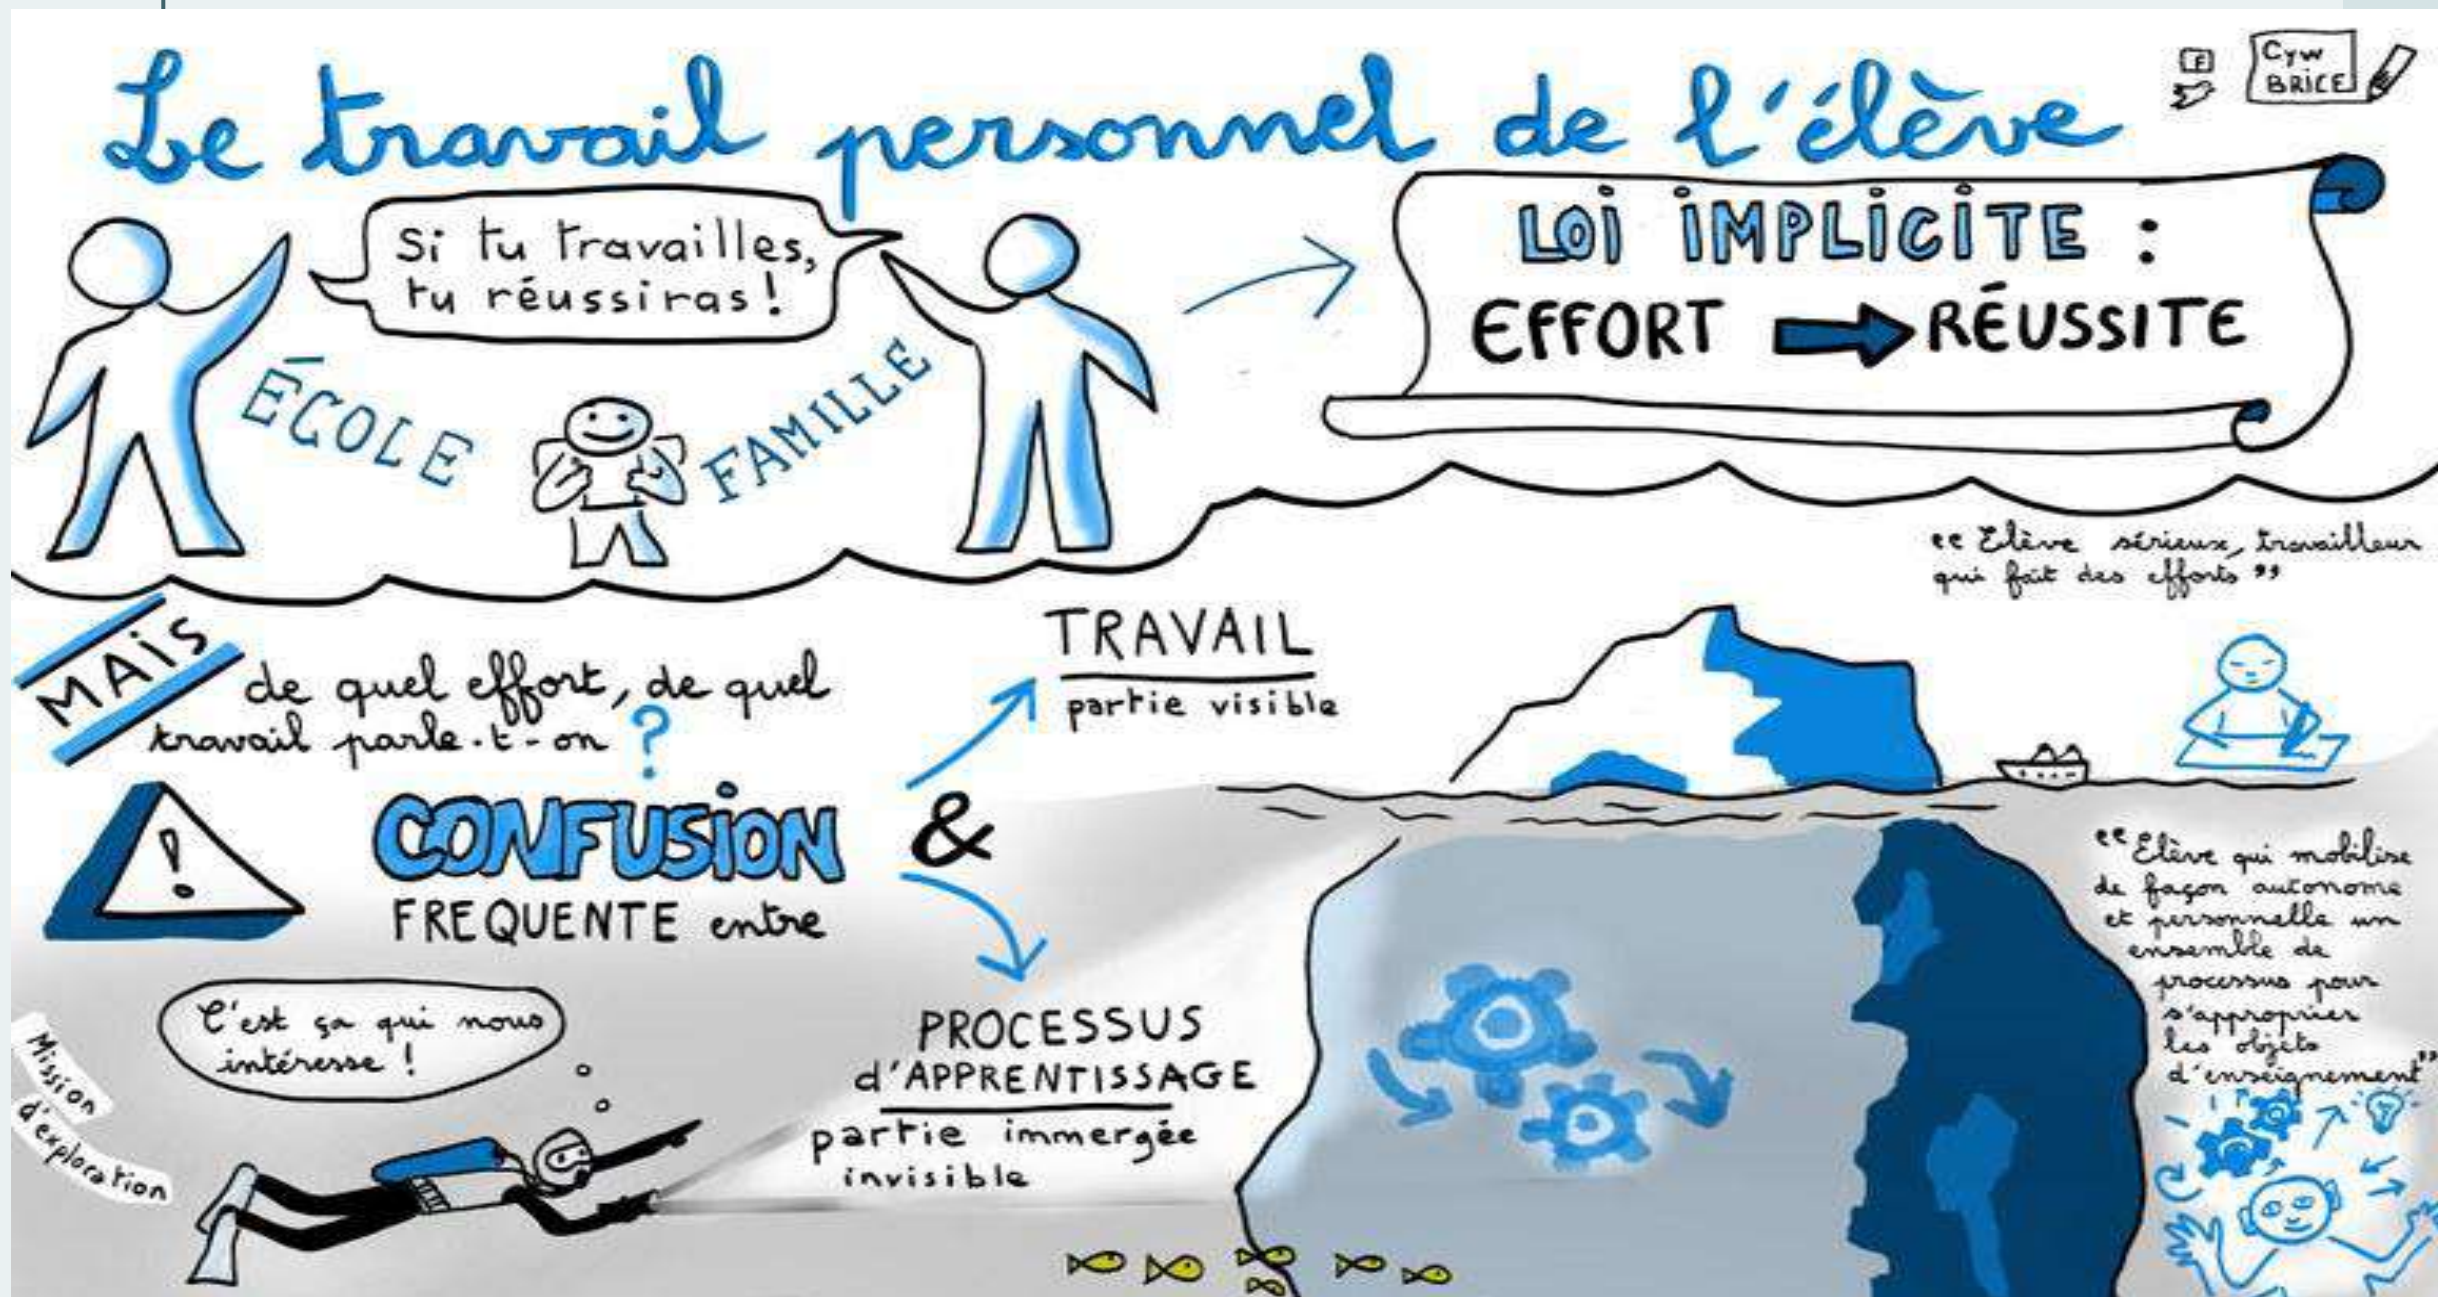 Le travail personnel de l'élève
F
Cyw
BRICE
Si tu travailles,
tu réussiras!
ÉCOLE
FAMILLE
LOI IMPLICITE :
EFFORT RÉUSSITE
MAIS
de quel effort, de quel
travail parle-t-on ?
CONFUSION
FREQUENTE entre
TRAVAIL
partie visible
&
PROCESSUS
d'APPRENTISSAGE
partie immergée
invisible
"Elève sérieux, travailleur
qui fait des efforts"
"Elève qui mobilise
de façon autonome
et personnelle un
ensemble de
processus pour
s'approprier
les objets
d'enseignement"
C'est ça qui nous
intéresse !
Mission
d'exploration